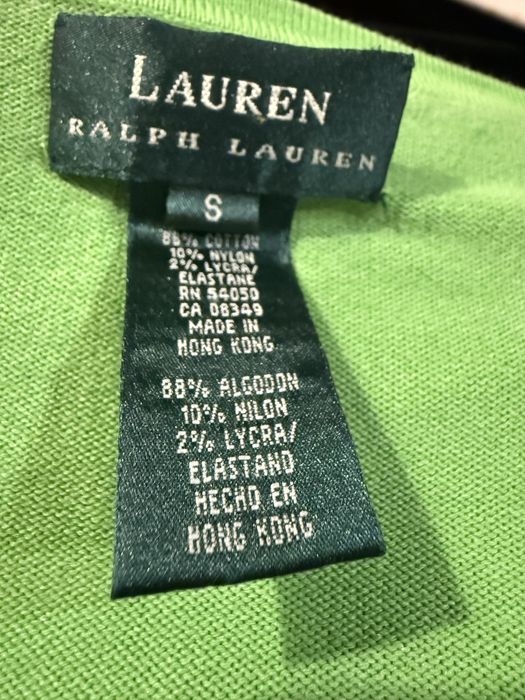 LAUREN
RALPH LAUREN
S
88% COTTON
10% NYLON
2% LYCRA/
ELASTANE
RN 54050
CA 08349
MADE IN
HONG KONG
88% ALGODON
10% NILON
2% LYCRA/
ELASTANO
HECHO EN
HONG KONG